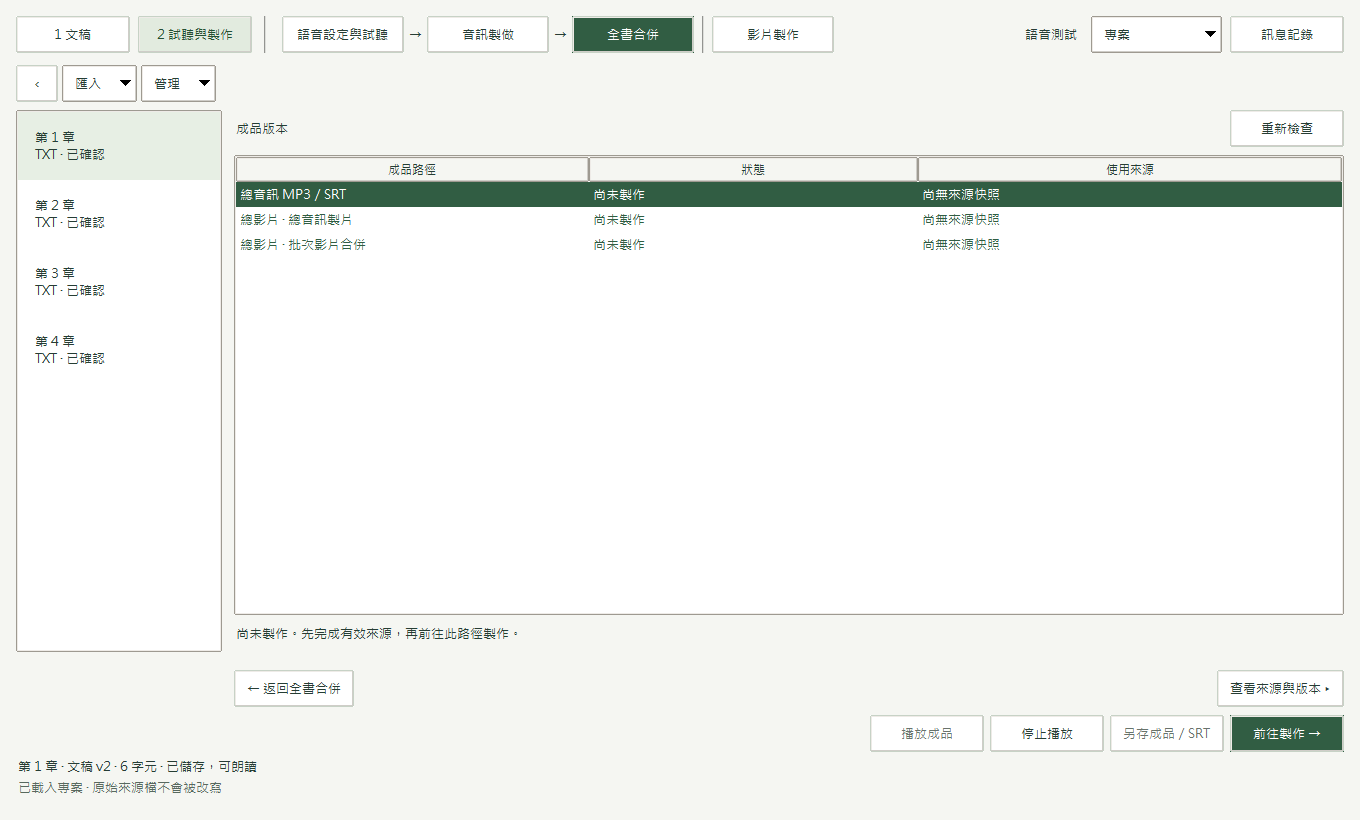 1 文稿
2 試聽與製作
語音設定與試聽
→
音訊製做
→
全書合併
影片製作
語音測試
專案
訊息記錄
‹
匯入
管理
第 1 章
TXT · 已確認
第 2 章
TXT · 已確認
第 3 章
TXT · 已確認
第 4 章
TXT · 已確認
成品版本
重新檢查
成品路徑 狀態 使用來源
總音訊 MP3 / SRT 尚未製作 尚無來源快照
總影片 · 總音訊製片 尚未製作 尚無來源快照
總影片 · 批次影片合併 尚未製作 尚無來源快照
尚未製作。先完成有效來源，再前往此路徑製作。
← 返回全書合併
查看來源與版本 ▸
播放成品
停止播放
另存成品 / SRT
前往製作 →
第 1 章 · 文稿 v2 · 6 字元 · 已儲存，可朗讀
已載入專案 · 原始來源檔不會被改寫